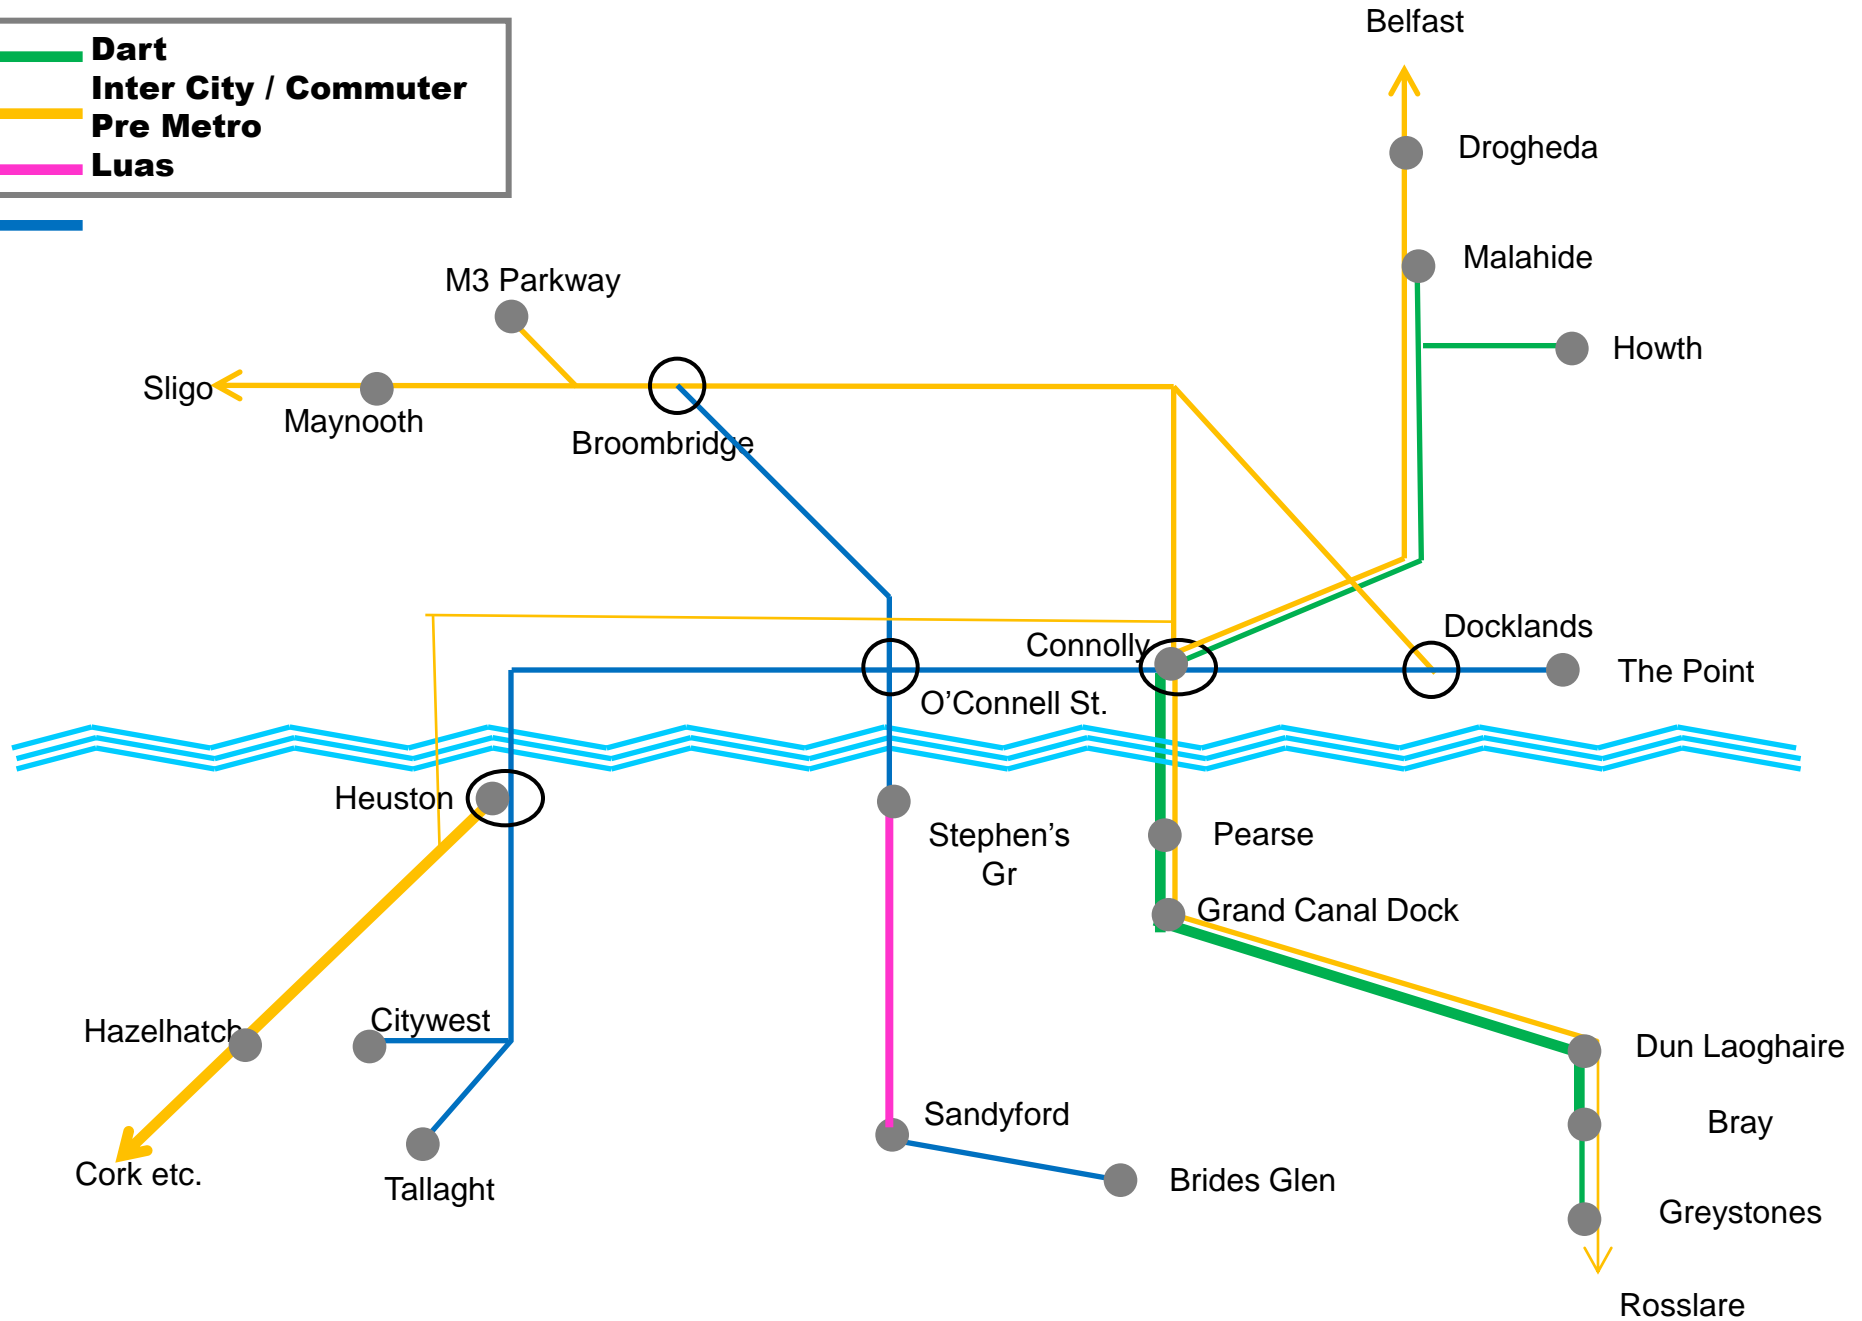 Belfast
Dart
Inter City / Commuter
Pre Metro
Luas
Drogheda
Malahide
M3 Parkway
Howth
Sligo
Maynooth
Broombridge
Docklands
Connolly
The Point
O’Connell St.
Heuston
Stephen’s
Gr
Pearse
Grand Canal Dock
Hazelhatch
Citywest
Dun Laoghaire
Sandyford
Bray
Cork etc.
Tallaght
Brides Glen
Greystones
Rosslare